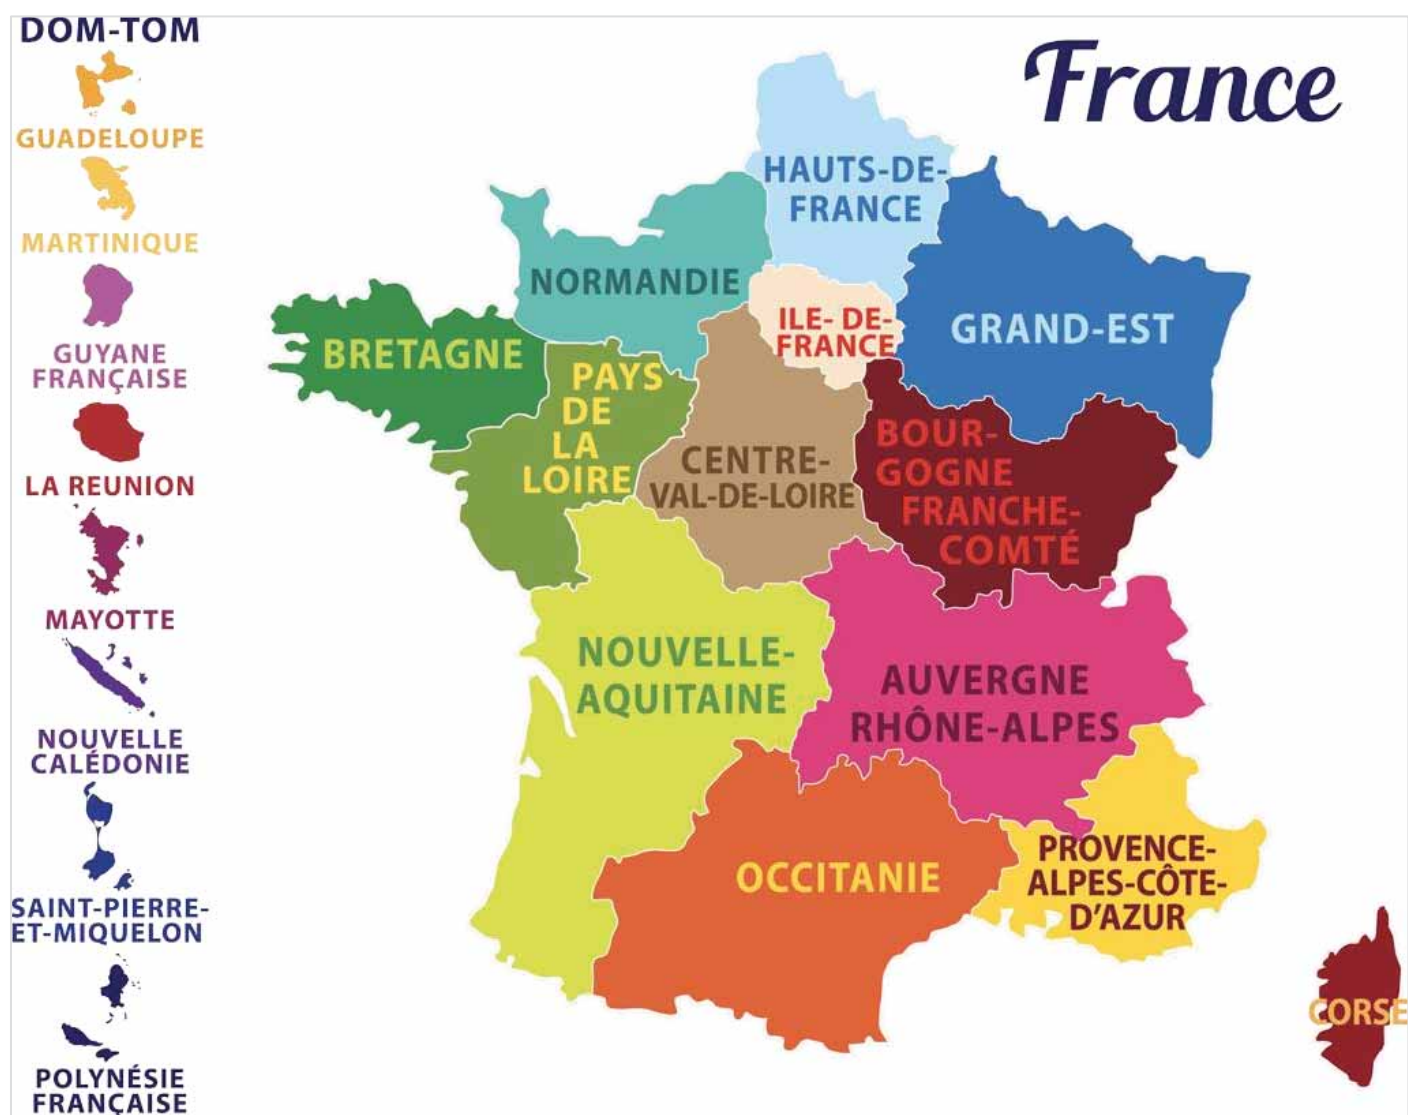 DOM-TOM
GUADELOUPE
MARTINIQUE
GUYANE
FRANÇAISE
LA REUNION
MAYOTTE
NOUVELLE
CALÉDONIE
SAINT-PIERRE-
ET-MIQUELON
POLYNÉSIE
FRANÇAISE
France
HAUTS-DE-
FRANCE
NORMANDIE
ILE- DE-
FRANCE
GRAND-EST
BRETAGNE
PAYS
DE
LA
LOIRE
CENTRE-
VAL-DE-LOIRE
BOUR-
GOGNE
FRANCHE-
COMTÉ
NOUVELLE-
AQUITAINE
AUVERGNE
RHÔNE-ALPES
OCCITANIE
PROVENCE-
ALPES-CÔTE-
D'AZUR
CORSE